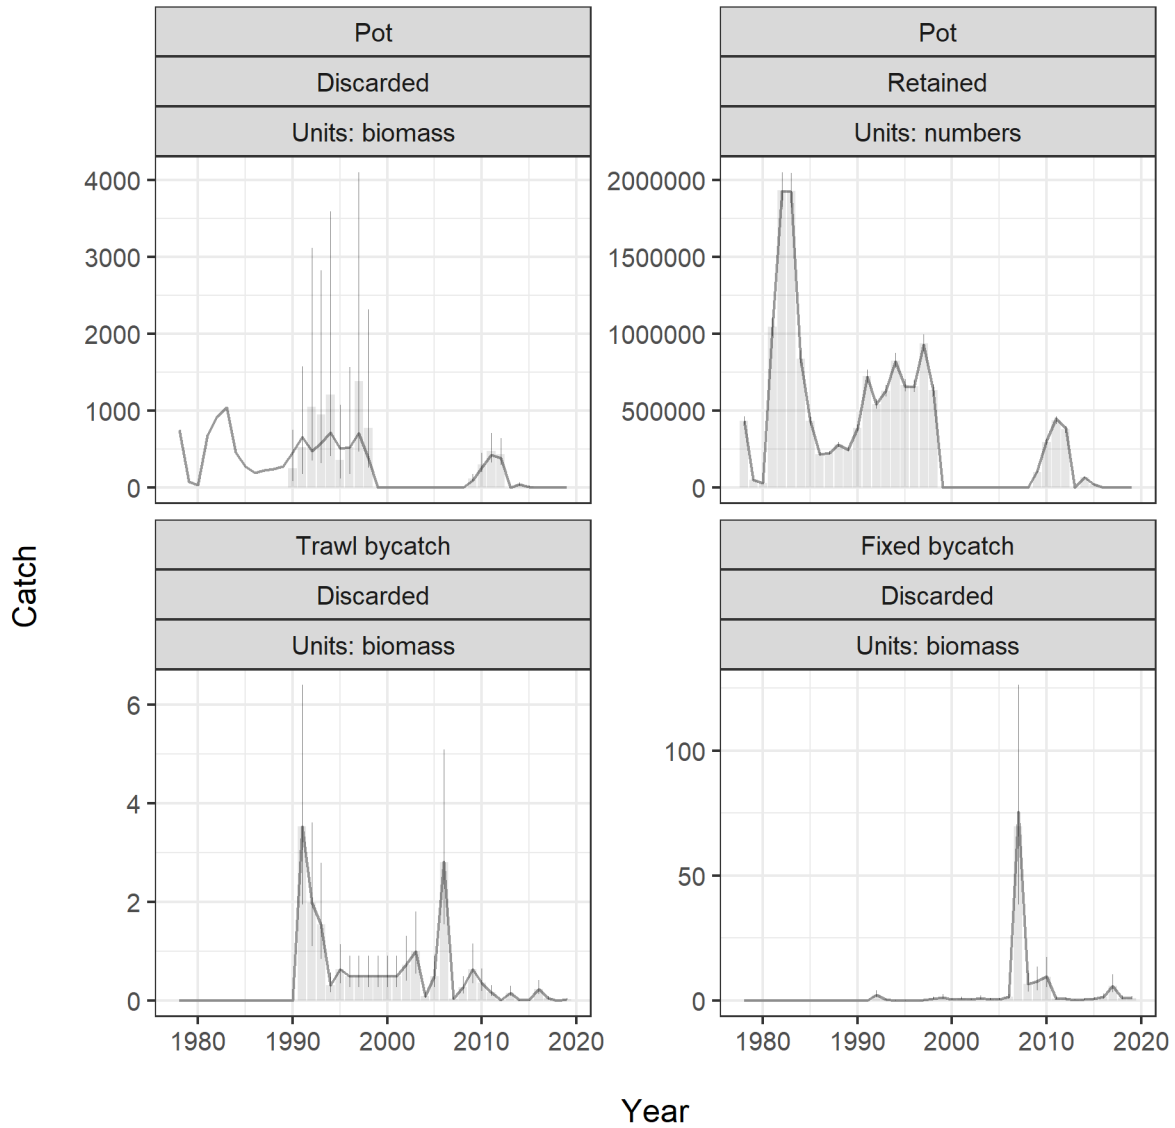 Pot
Discarded
Units: biomass
4000
3000
2000
1000
0
Pot
Retained
Units: numbers
2000000
1500000
1000000
500000
0
Trawl bycatch
Discarded
Units: biomass
6
4
2
0
1980 1990 2000 2010 2020
Fixed bycatch
Discarded
Units: biomass
100
50
0
1980 1990 2000 2010 2020
Catch
Year